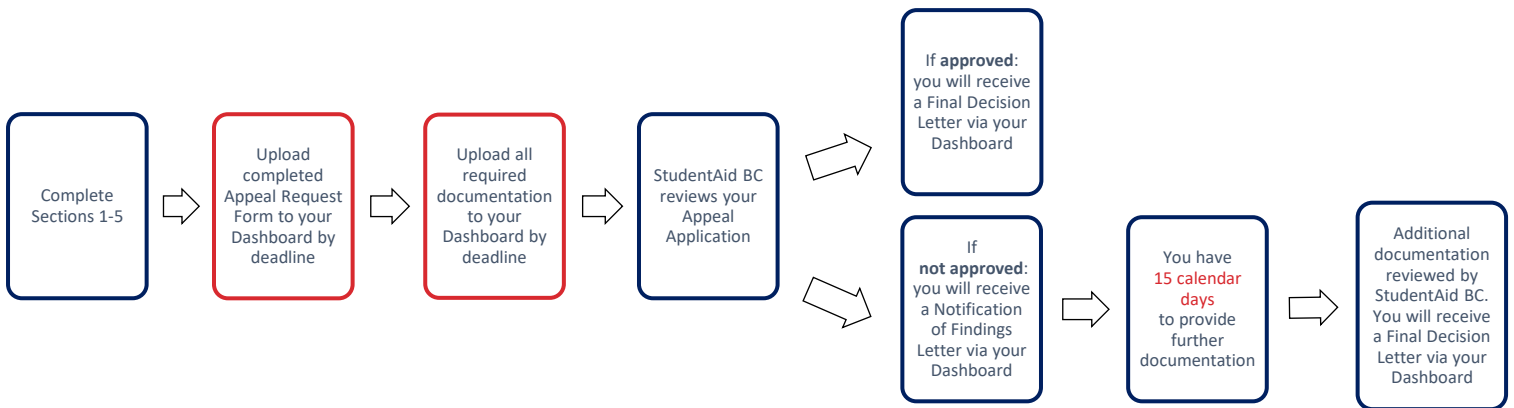 Complete
Sections 1-5
Upload
completed
Appeal Request
Form to your
Dashboard by
deadline
Upload all
required
documentation
to your
Dashboard by
deadline
StudentAid BC
reviews your
Appeal
Application
If approved:
you will receive
a Final Decision
Letter via your
Dashboard
If
not approved:
you will receive
a Notification
of Findings
Letter via your
Dashboard
You have
15 calendar
days
to provide
further
documentation
Additional
documentation
reviewed by
StudentAid BC.
You will receive
a Final Decision
Letter via your
Dashboard